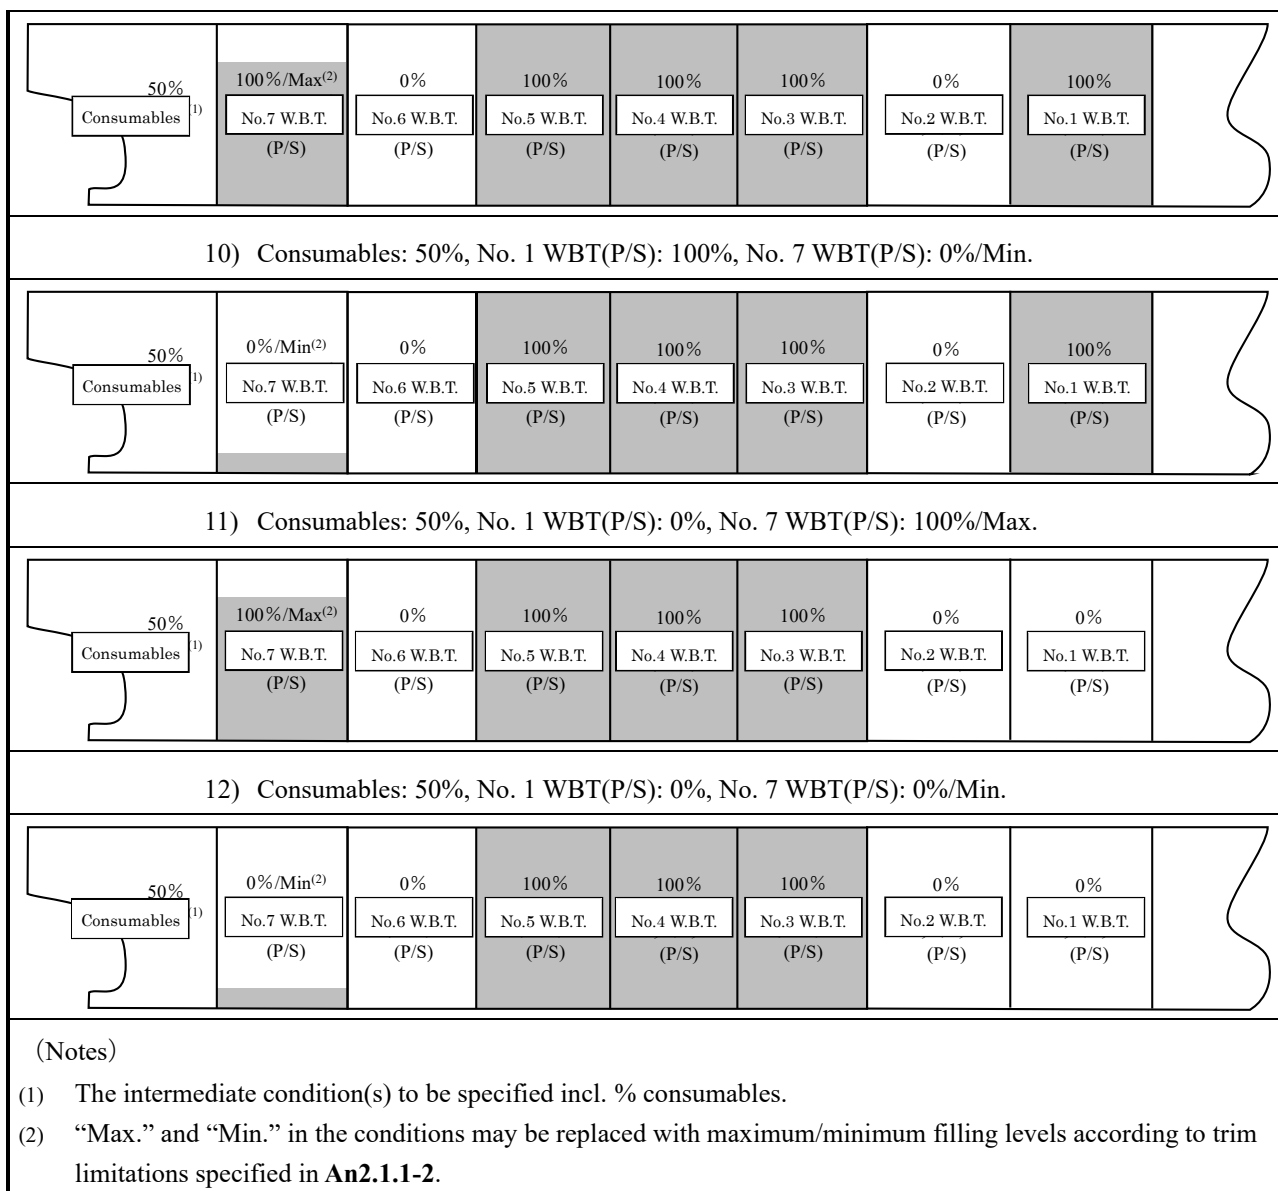 50% 100%/Max(2) 0% 100% 100% 100% 0% 100%
Consumables (1) No.7 W.B.T. No.6 W.B.T. No.5 W.B.T. No.4 W.B.T. No.3 W.B.T. No.2 W.B.T. No.1 W.B.T.
(P/S) (P/S) (P/S) (P/S) (P/S) (P/S) (P/S)
10) Consumables: 50%, No. 1 WBT(P/S): 100%, No. 7 WBT(P/S): 0%/Min.
50% 0%/Min(2) 0% 100% 100% 100% 0% 100%
Consumables 1) No.7 W.B.T. No.6 W.B.T. No.5 W.B.T. No.4 W.B.T. No.3 W.B.T. No.2 W.B.T. No.1 W.B.T.
(P/S) (P/S) (P/S) (P/S) (P/S) (P/S) (P/S)
11) Consumables: 50%, No. 1 WBT(P/S): 0%, No. 7 WBT(P/S): 100%/Max.
50% 100%/Max(2) 0% 100% 100% 100% 0% 0%
Consumables (1) No.7 W.B.T. No.6 W.B.T. No.5 W.B.T. No.4 W.B.T. No.3 W.B.T. No.2 W.B.T. No.1 W.B.T.
(P/S) (P/S) (P/S) (P/S) (P/S) (P/S) (P/S)
12) Consumables: 50%, No. 1 WBT(P/S): 0%, No. 7 WBT(P/S): 0%/Min.
50% 0%/Min(2) 0% 100% 100% 100% 0% 0%
Consumables (1) No.7 W.B.T. No.6 W.B.T. No.5 W.B.T. No.4 W.B.T. No.3 W.B.T. No.2 W.B.T. No.1 W.B.T.
(P/S) (P/S) (P/S) (P/S) (P/S) (P/S) (P/S)
(Notes)
(1) The intermediate condition(s) to be specified incl. % consumables.
(2) “Max.” and “Min.” in the conditions may be replaced with maximum/minimum filling levels according to trim
limitations specified in An2.1.1-2.